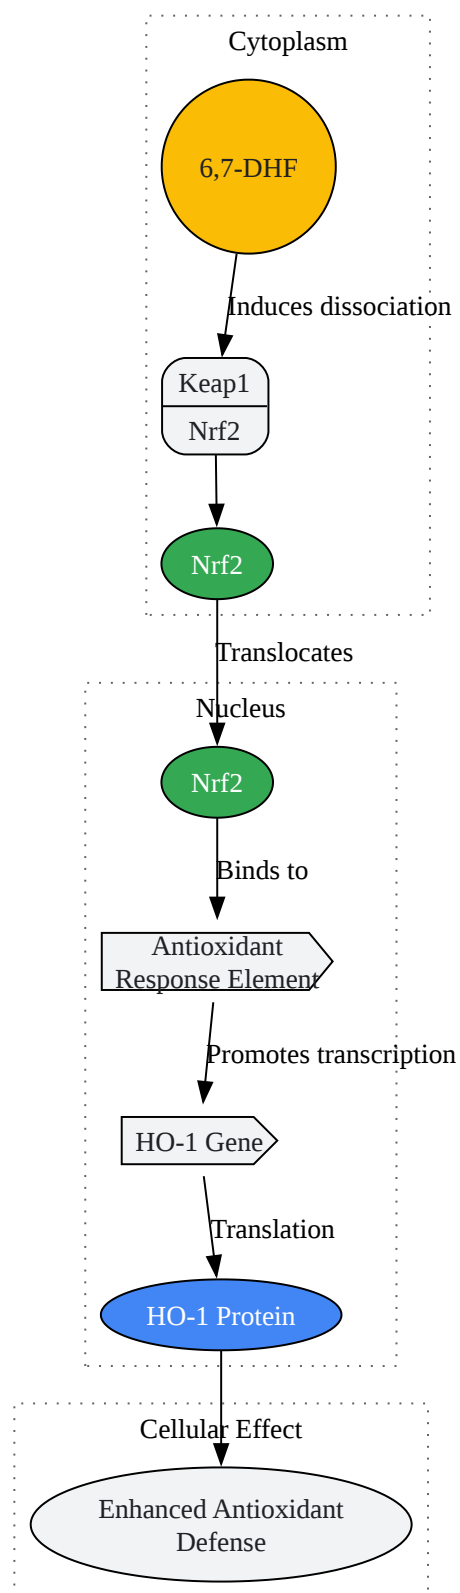 Cytoplasm
6,7-DHF
Induces dissociation
Keap1
Nrf2
Nrf2
Translocates
Nucleus
Nrf2
Binds to
Antioxidant
Response Element
Promotes transcription
HO-1 Gene
Translation
HO-1 Protein
Cellular Effect
Enhanced Antioxidant
Defense